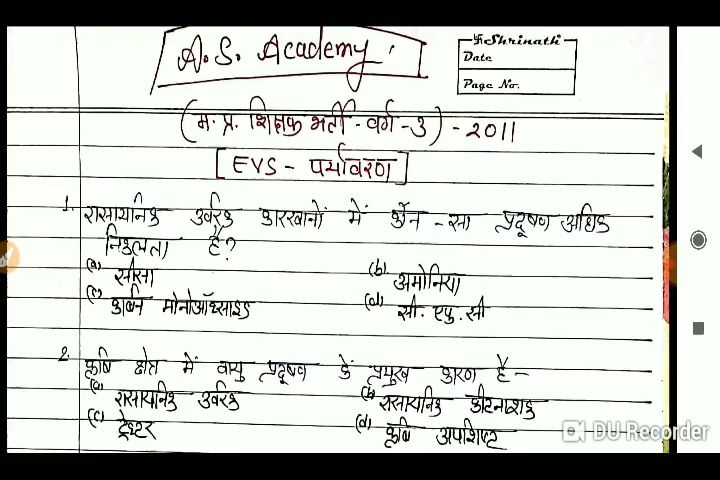 A. S. Academy
Shrinath
Date
Page No.
(म. प्र. शिक्षक भर्ती - वर्ग - 3) - 2011
[EVS - पर्यावरण]
1. रासायनिक उर्वरक कारखानों में कौन - सा प्रदूषण अधिक
निकलता है?
(a) सीसा (b) अमोनिया
(c) कार्बन मोनोऑक्साइड (d) सी. एफ. सी
2. कृषि क्षेत्र में वायु प्रदूषण के प्रमुख कारण है -
(a) रासायनिक उर्वरक (b) रासायनिक कीटनाशक
(c) ट्रेक्टर (d) कृषि अपशिष्ट
DU Recorder